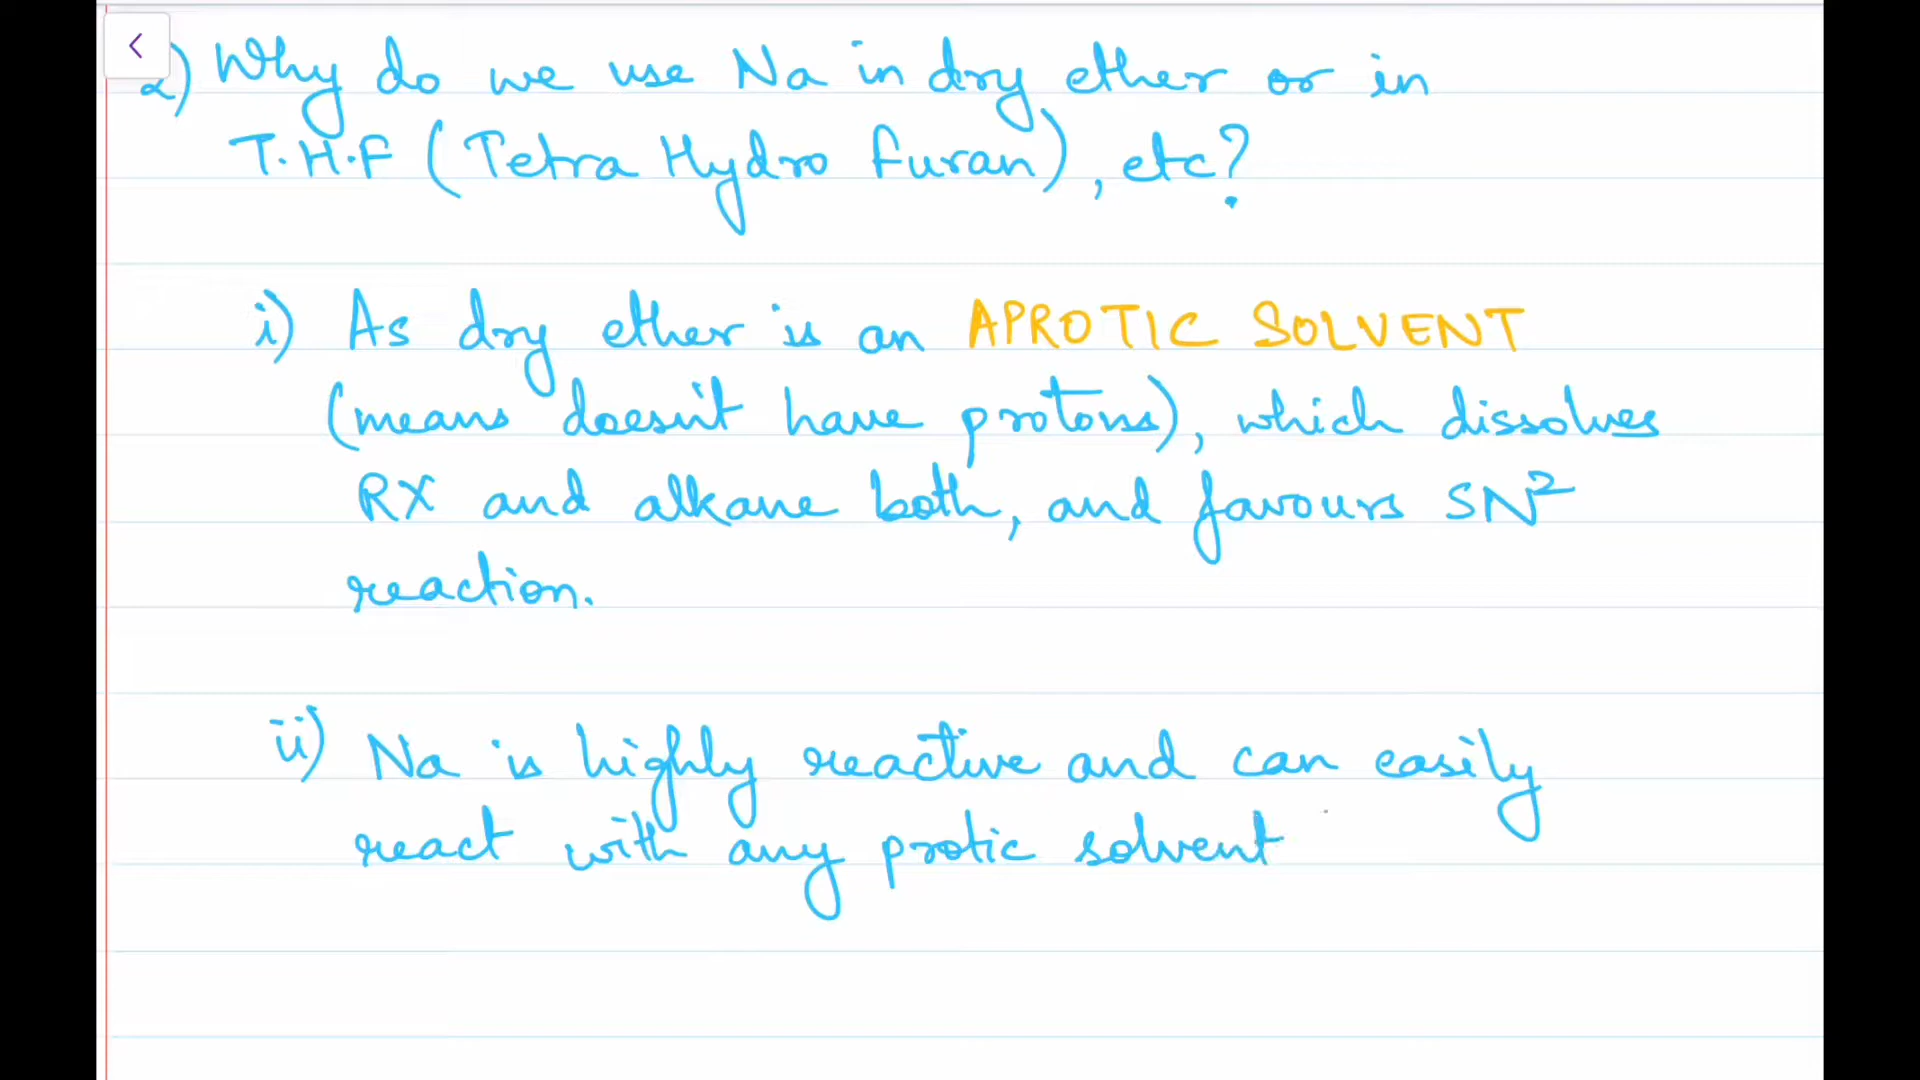 2) Why do we use Na in dry ether or in
T.H.F (Tetra Hydro furan), etc?
i) As dry ether is an APROTIC SOLVENT
(means doesn't have protons), which dissolves
RX and alkane both, and favours SN²
reaction.
ii) Na is highly reactive and can easily
react with any protic solvent